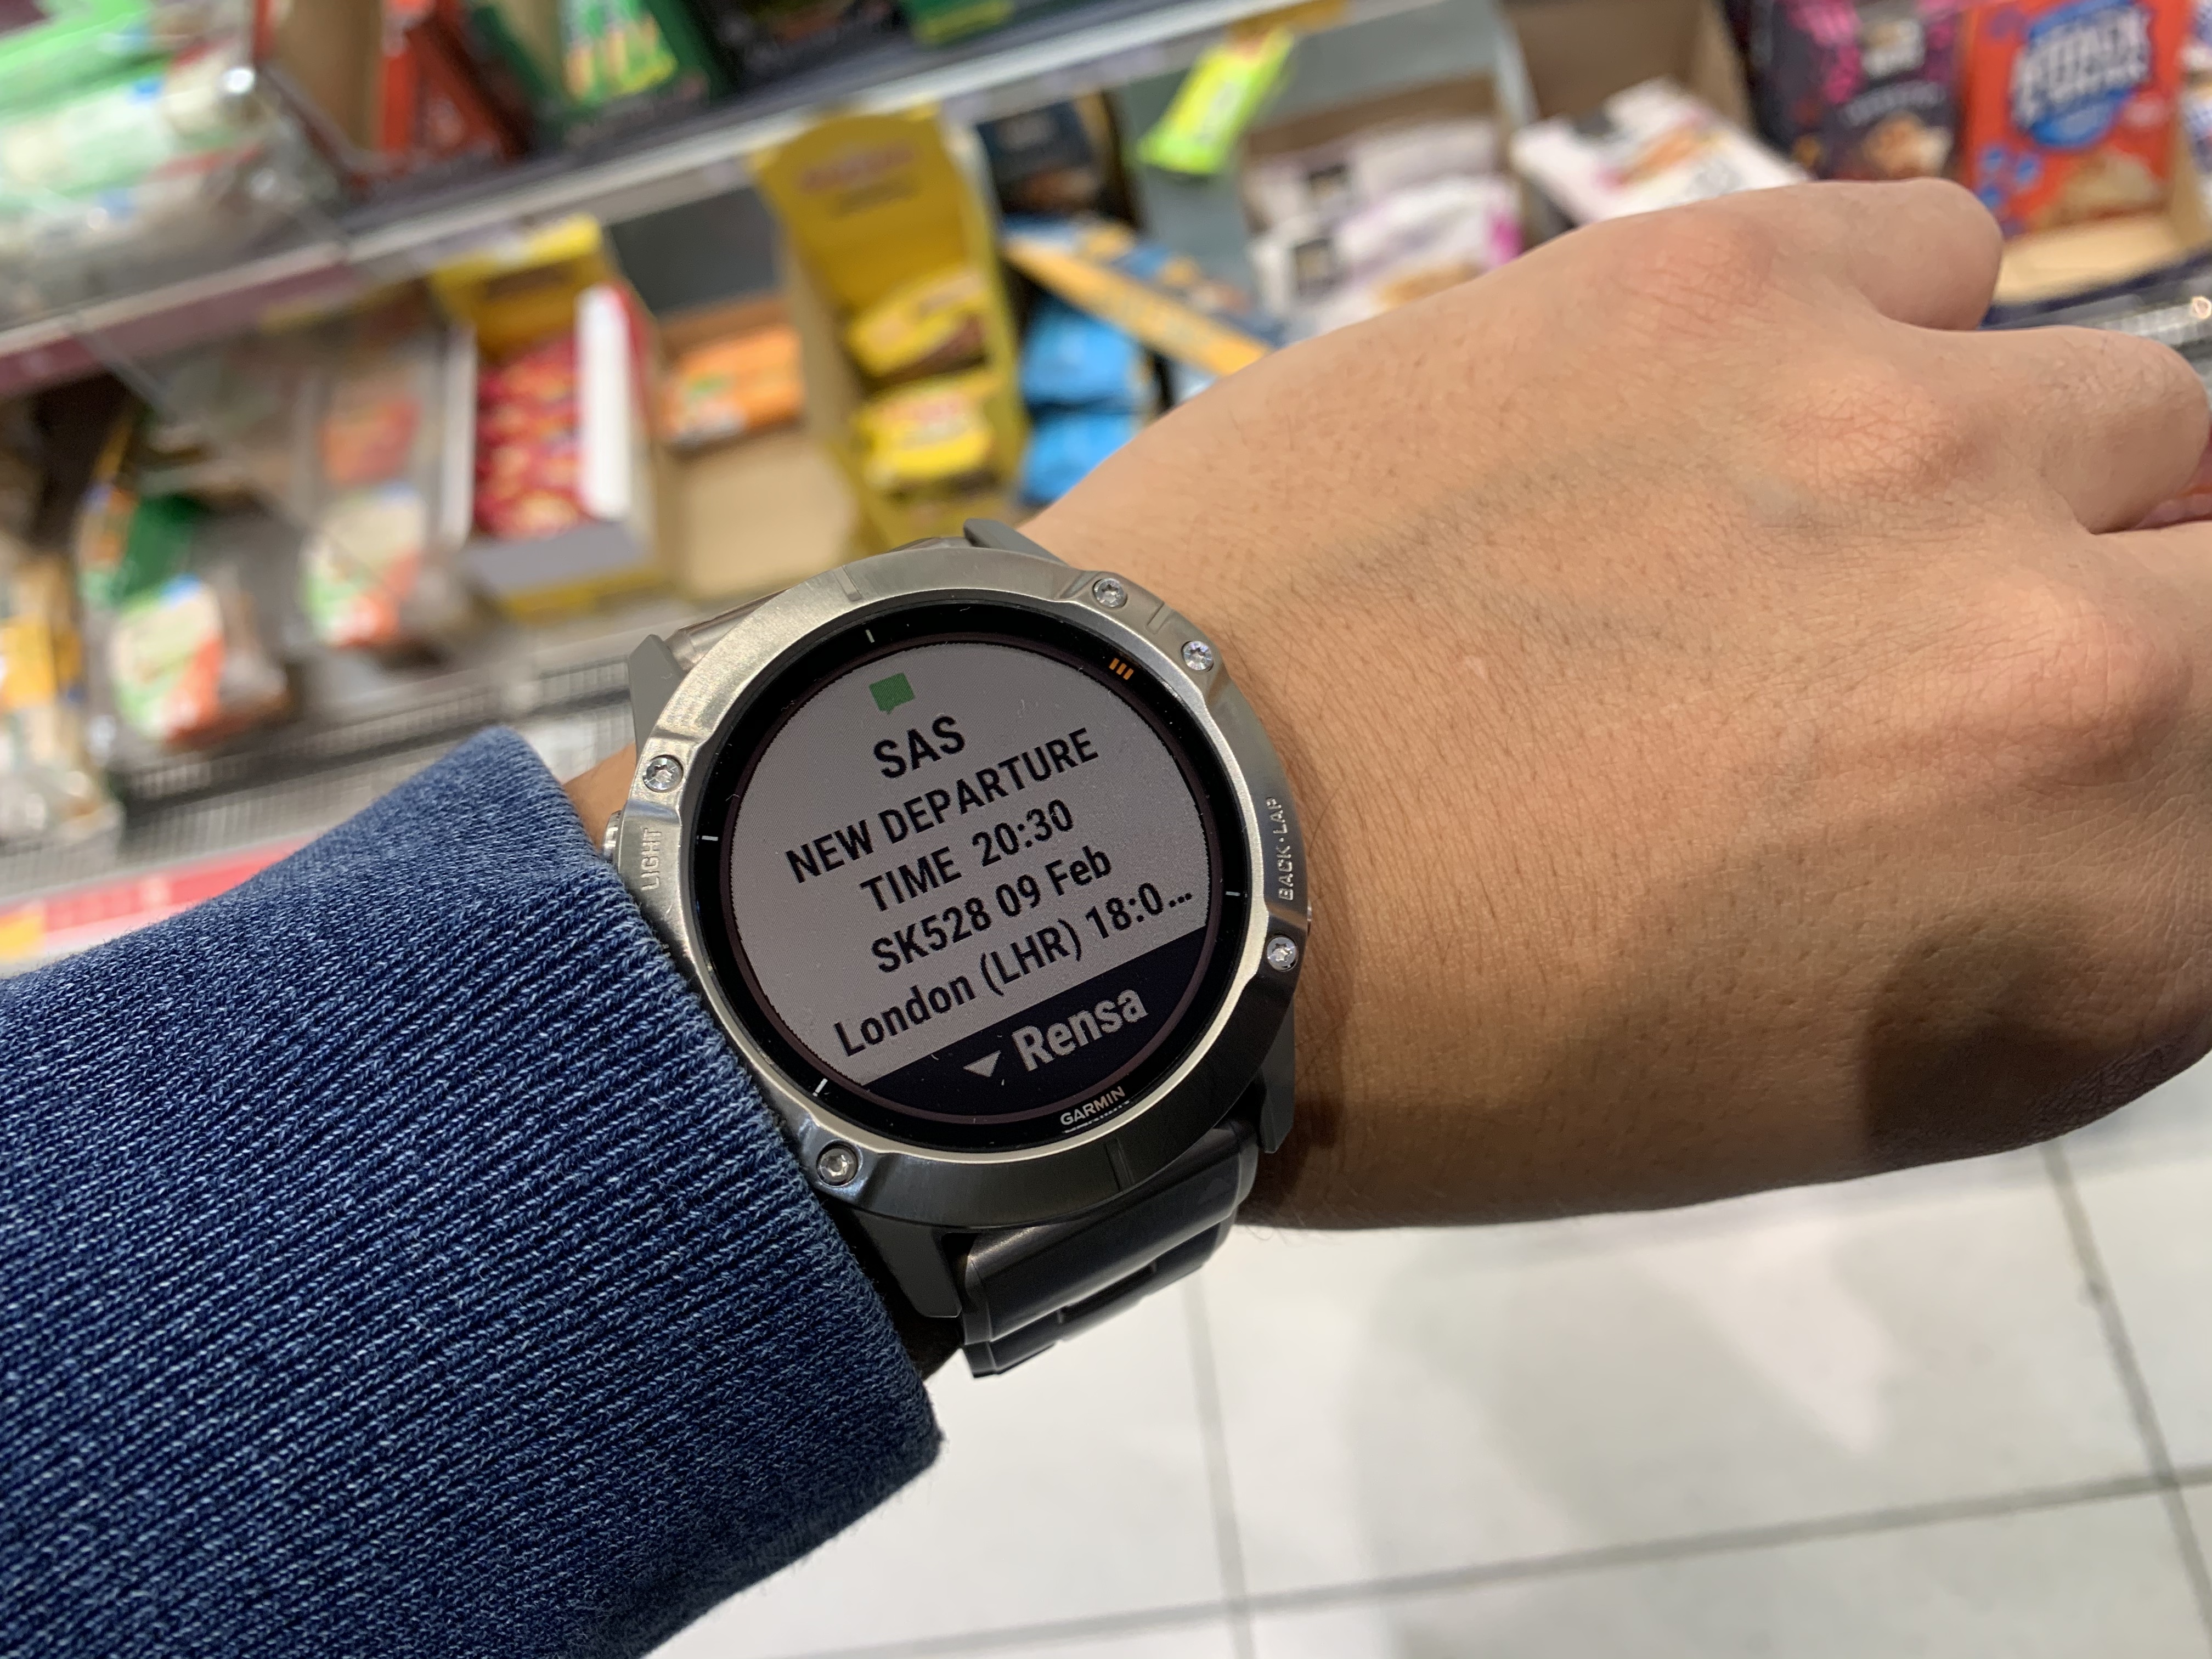 SAS
NEW DEPARTURE
TIME 20:30
SK528 09 Feb
London (LHR) 18:0...
Rensa
GARMIN
LIGHT
BACK·LAP